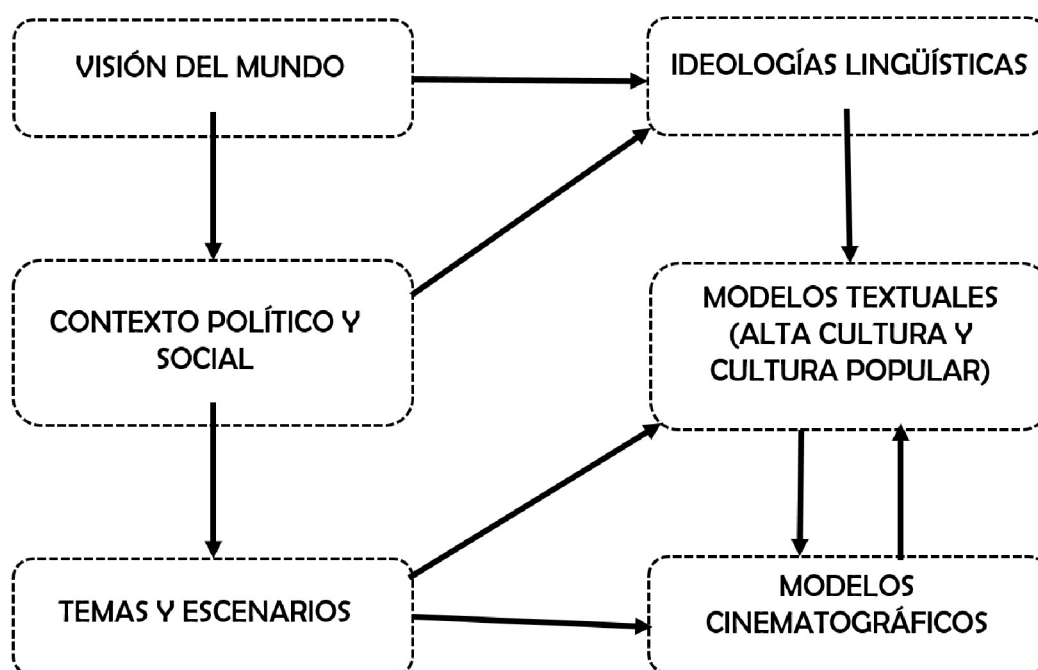 VISIÓN DEL MUNDO
IDEOLOGÍAS LINGÜÍSTICAS
CONTEXTO POLÍTICO Y
SOCIAL
MODELOS TEXTUALES
(ALTA CULTURA Y
CULTURA POPULAR)
TEMAS Y ESCENARIOS
MODELOS
CINEMATOGRÁFICOS